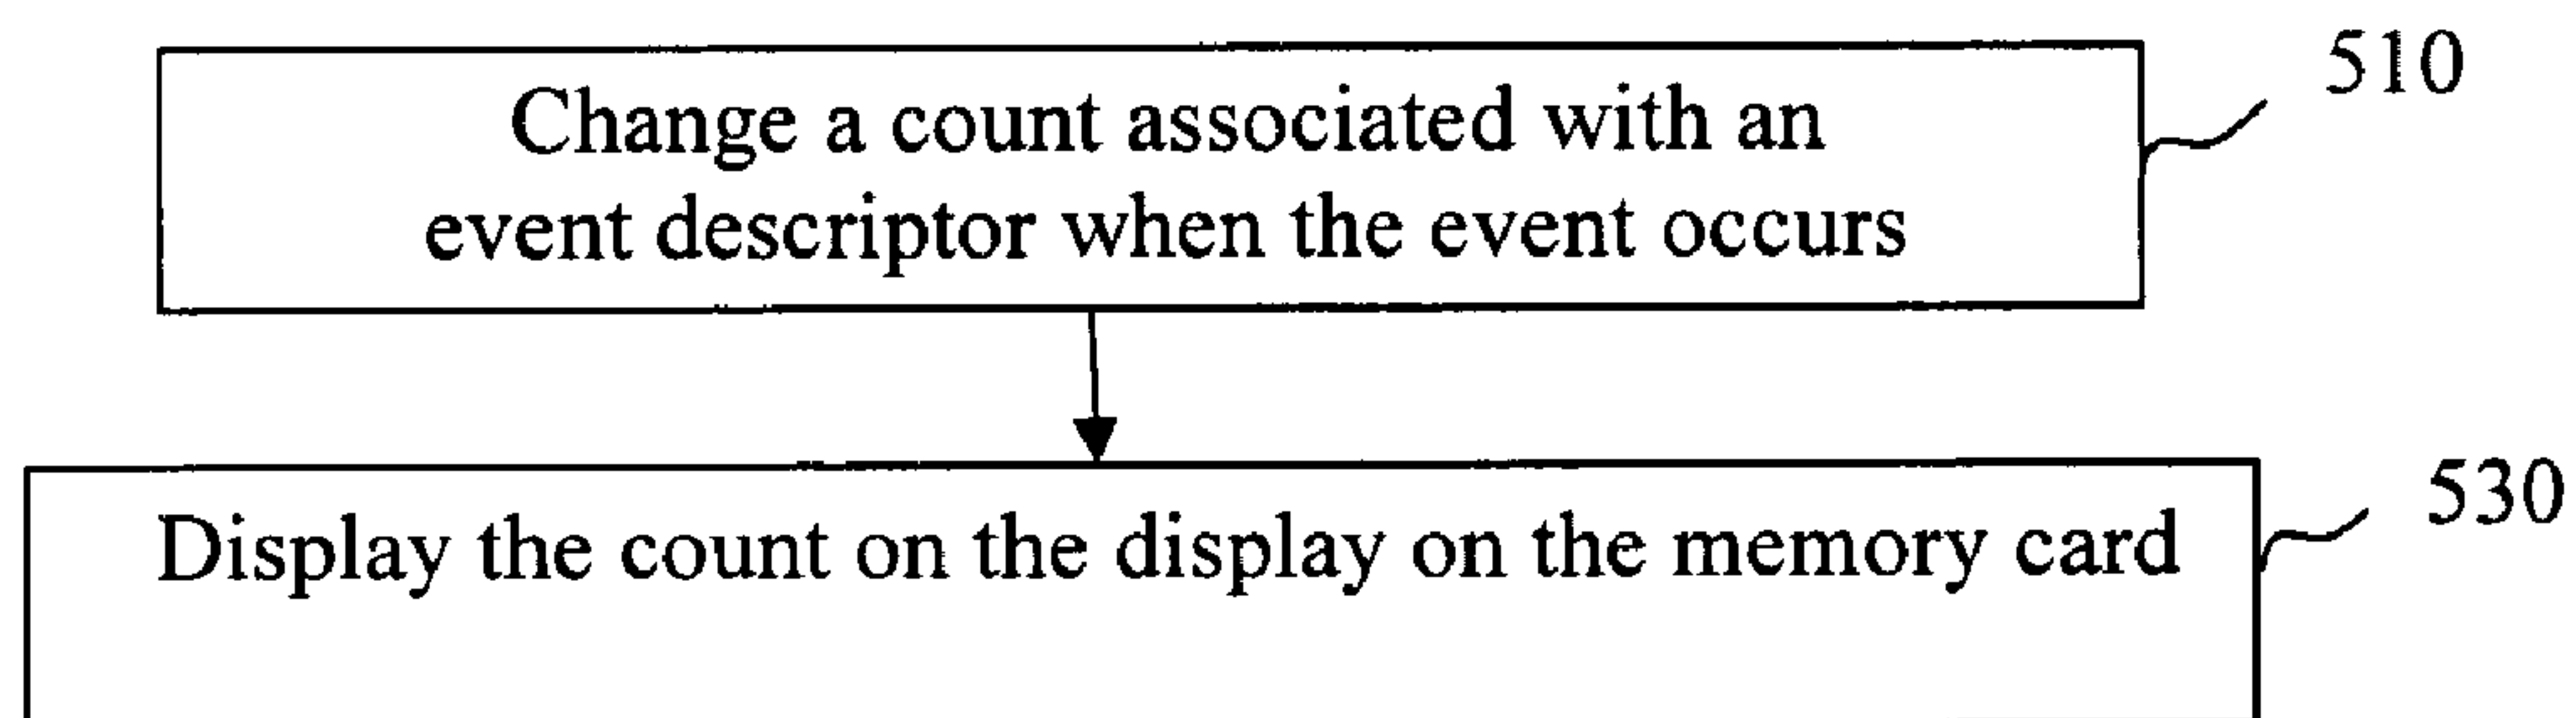 Change a count associated with an
event descriptor when the event occurs
510
Display the count on the display on the memory card
530